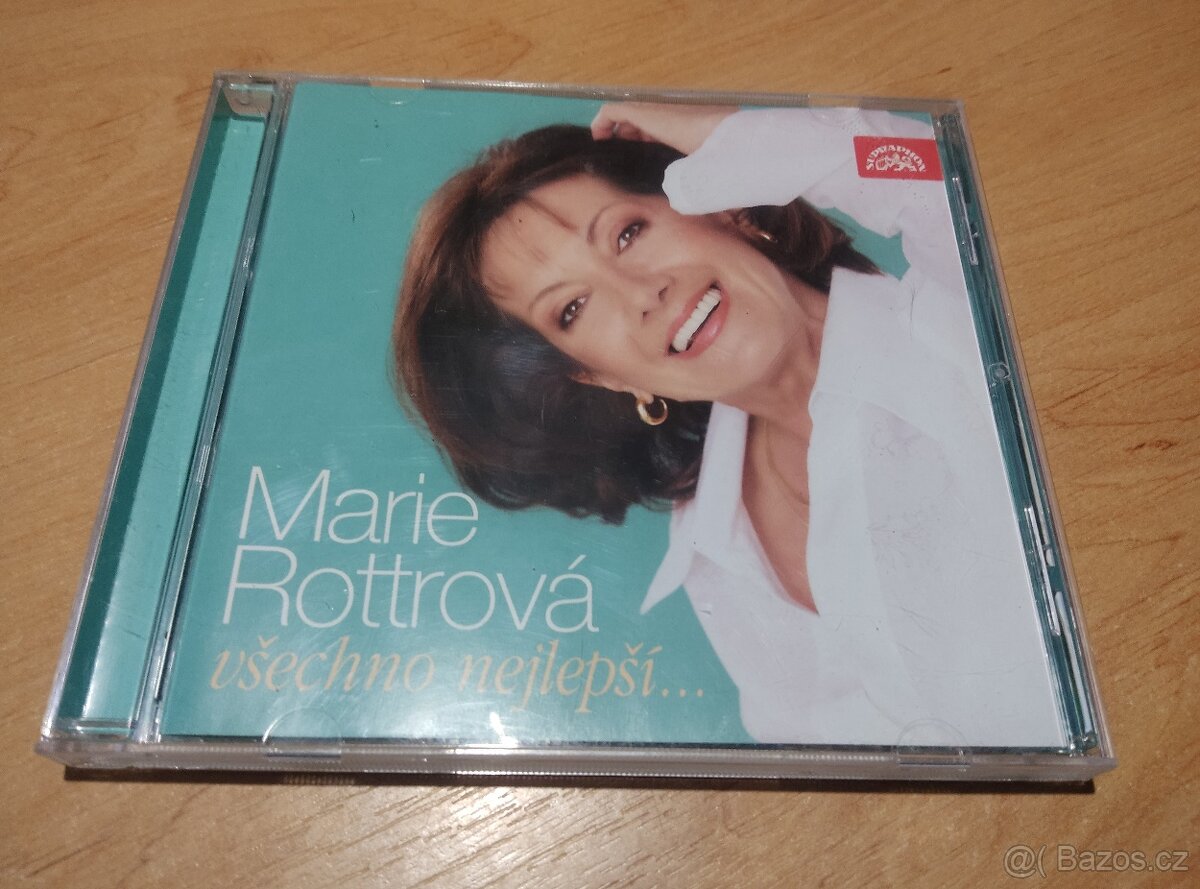 SUPRAPHON
Marie
Rottrová
všechno nejlepší...
@( Bazos.cz